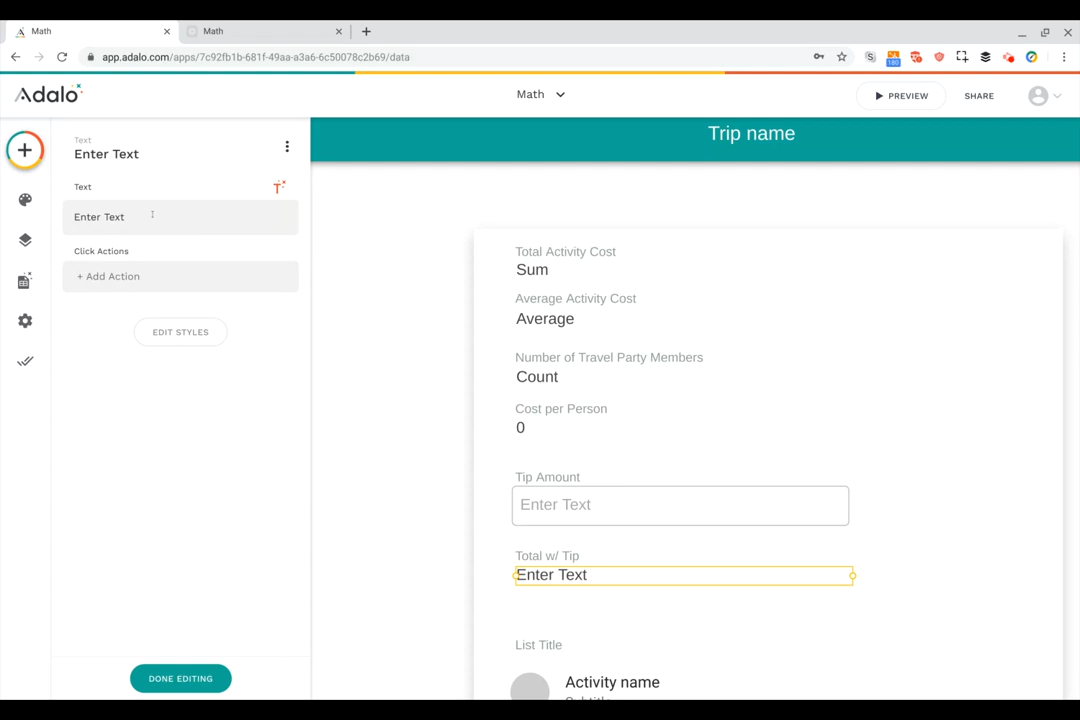 Math
Math
app.adalo.com/apps/7c92fb1b-681f-49aa-a3a6-6c50078c2b69/data
180
Adalo
Math
PREVIEW
SHARE
Text
Enter Text
Text
Enter Text
Click Actions
+ Add Action
EDIT STYLES
DONE EDITING
Trip name
Total Activity Cost
Sum
Average Activity Cost
Average
Number of Travel Party Members
Count
Cost per Person
0
Tip Amount
Enter Text
Total w/ Tip
Enter Text
List Title
Activity name
Subtitle